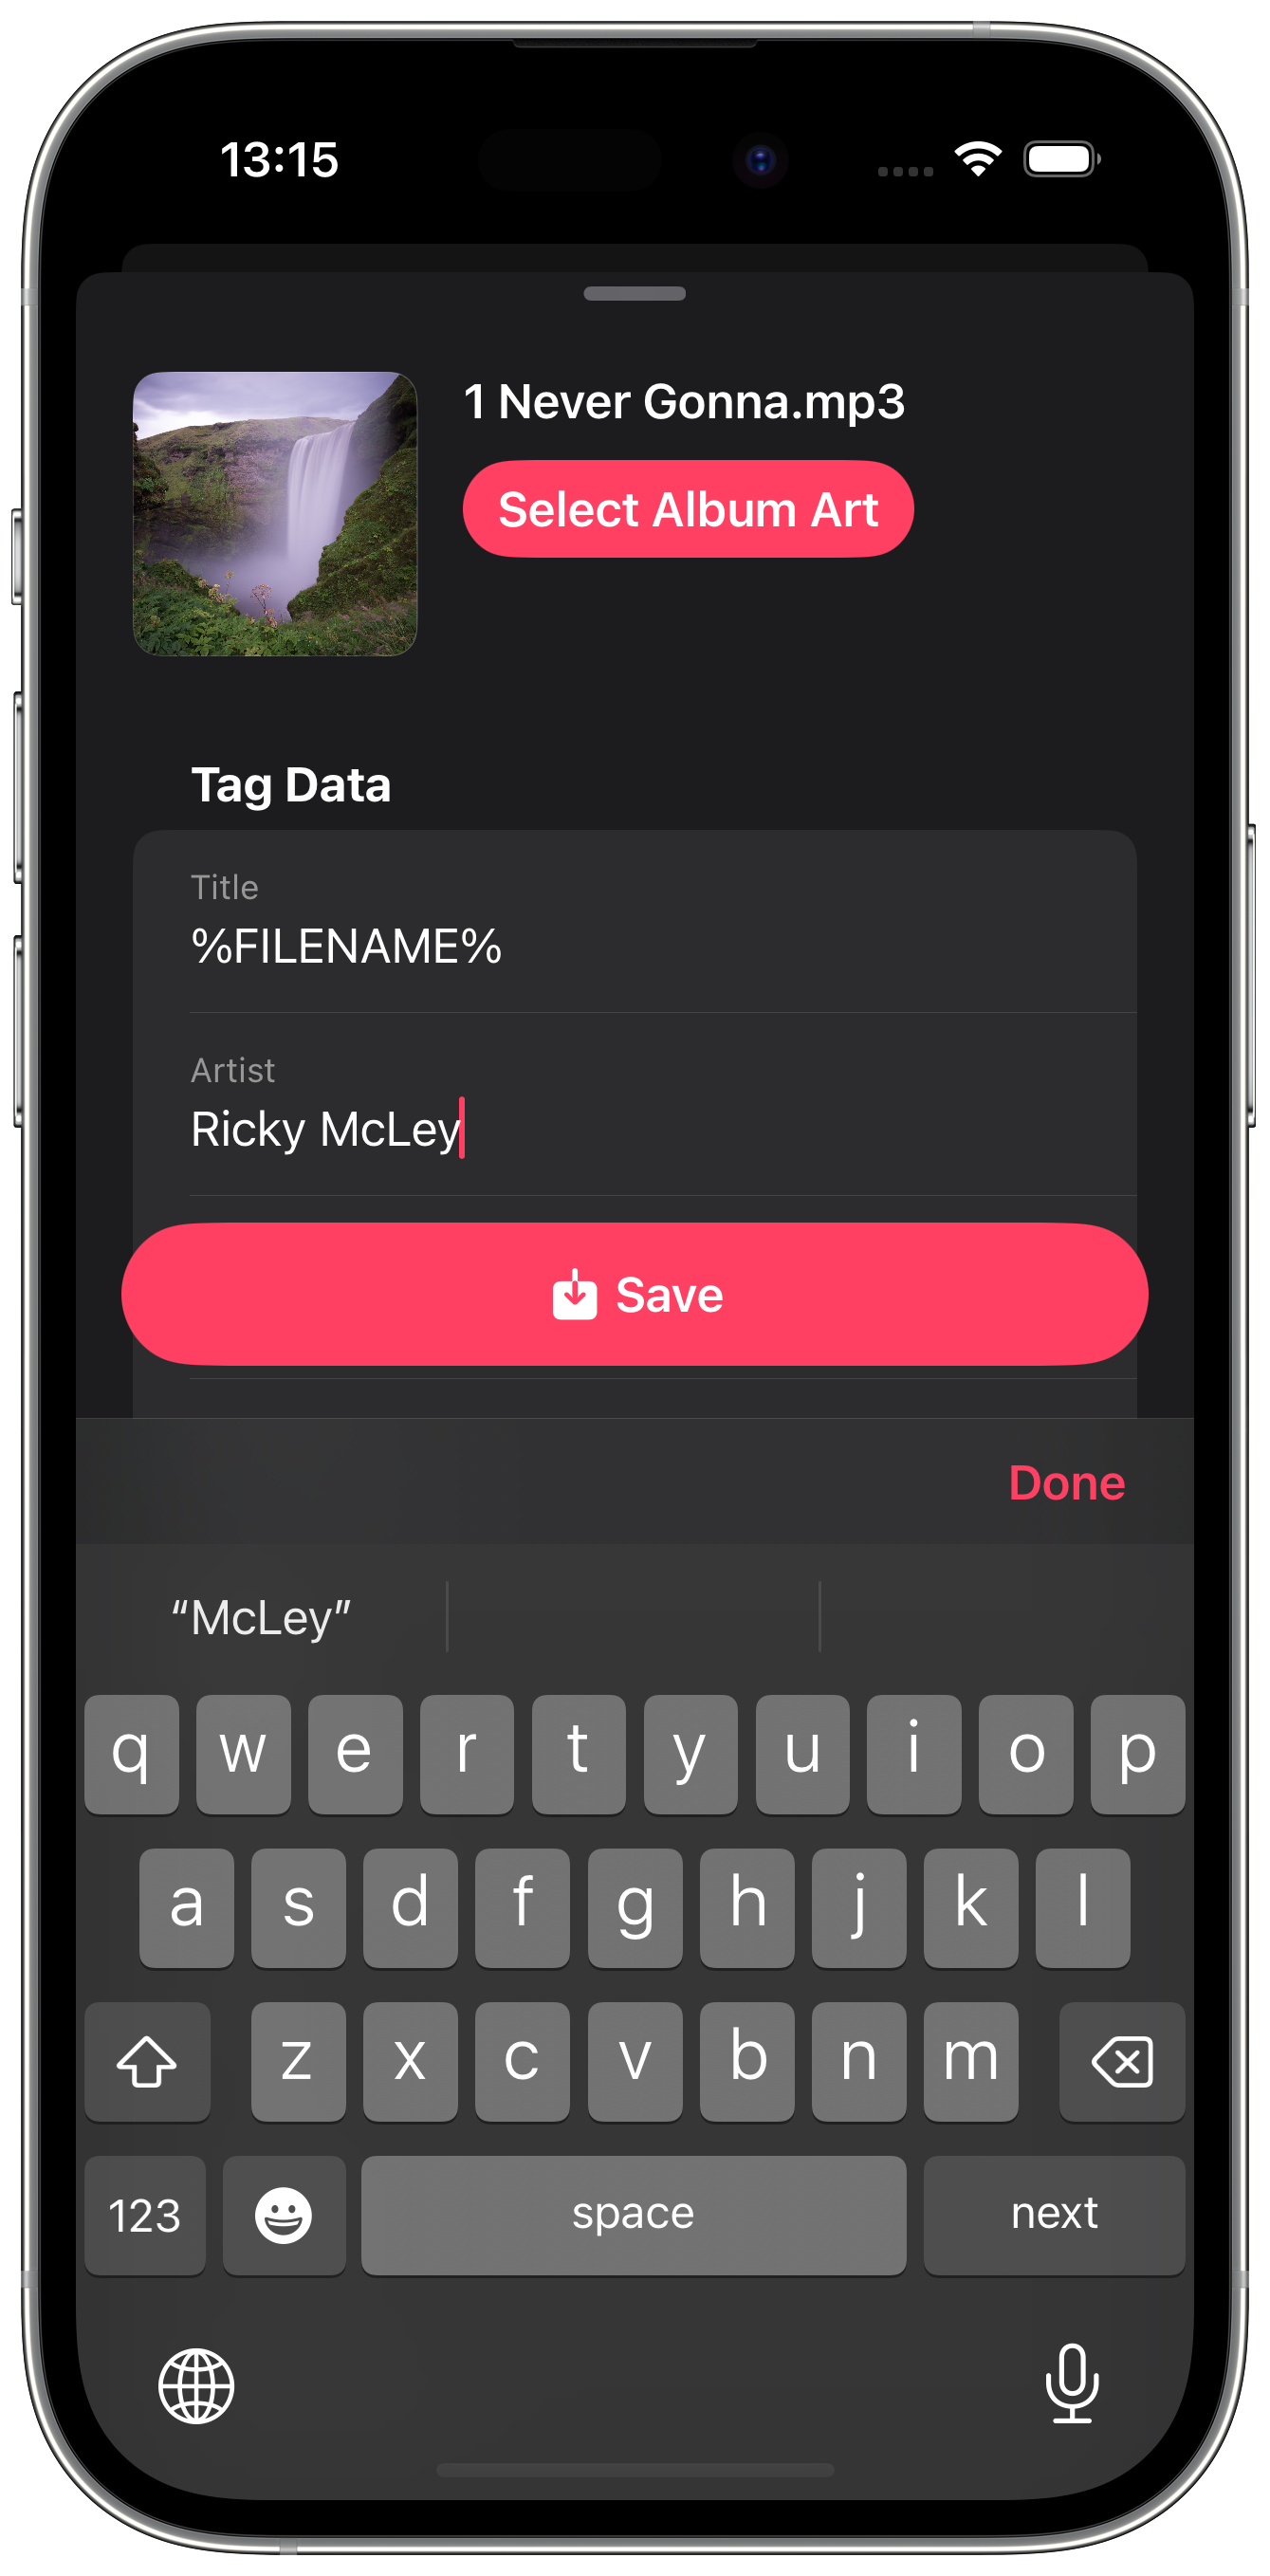 13:15
1 Never Gonna.mp3
Select Album Art
Tag Data
Title
%FILENAME%
Artist
Ricky McLey
Save
Done
“McLey”
q w e r t y u i o p
a s d f g h j k l
z x c v b n m
123 space next